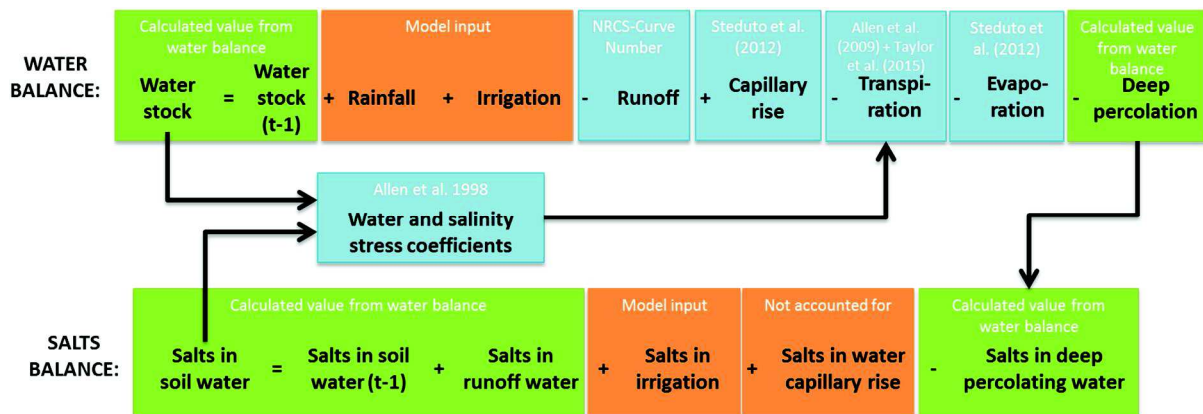 Calculated value from
water balance
Model input
NRCS-Curve
Number
Steduto et al.
(2012)
Allen et al.
(2009) + Taylor
et al. (2015)
Steduto et
al. (2012)
Calculated value
from water
balance
WATER
BALANCE:
Water
stock
=
Water
stock
(t-1)
+
Rainfall
+
Irrigation
-
Runoff
+
Capillary
rise
-
Transpi-
ration
-
Evapo-
ration
-
Deep
percolation
Allen et al. 1998
Water and salinity
stress coefficients
Calculated value from water balance
Model input
Not accounted for
Calculated value from
water balance
SALTS
BALANCE:
Salts in
soil water
=
Salts in soil
water (t-1)
+
Salts in
runoff water
+
Salts in
irrigation
+
Salts in water
capillary rise
-
Salts in deep
percolating water